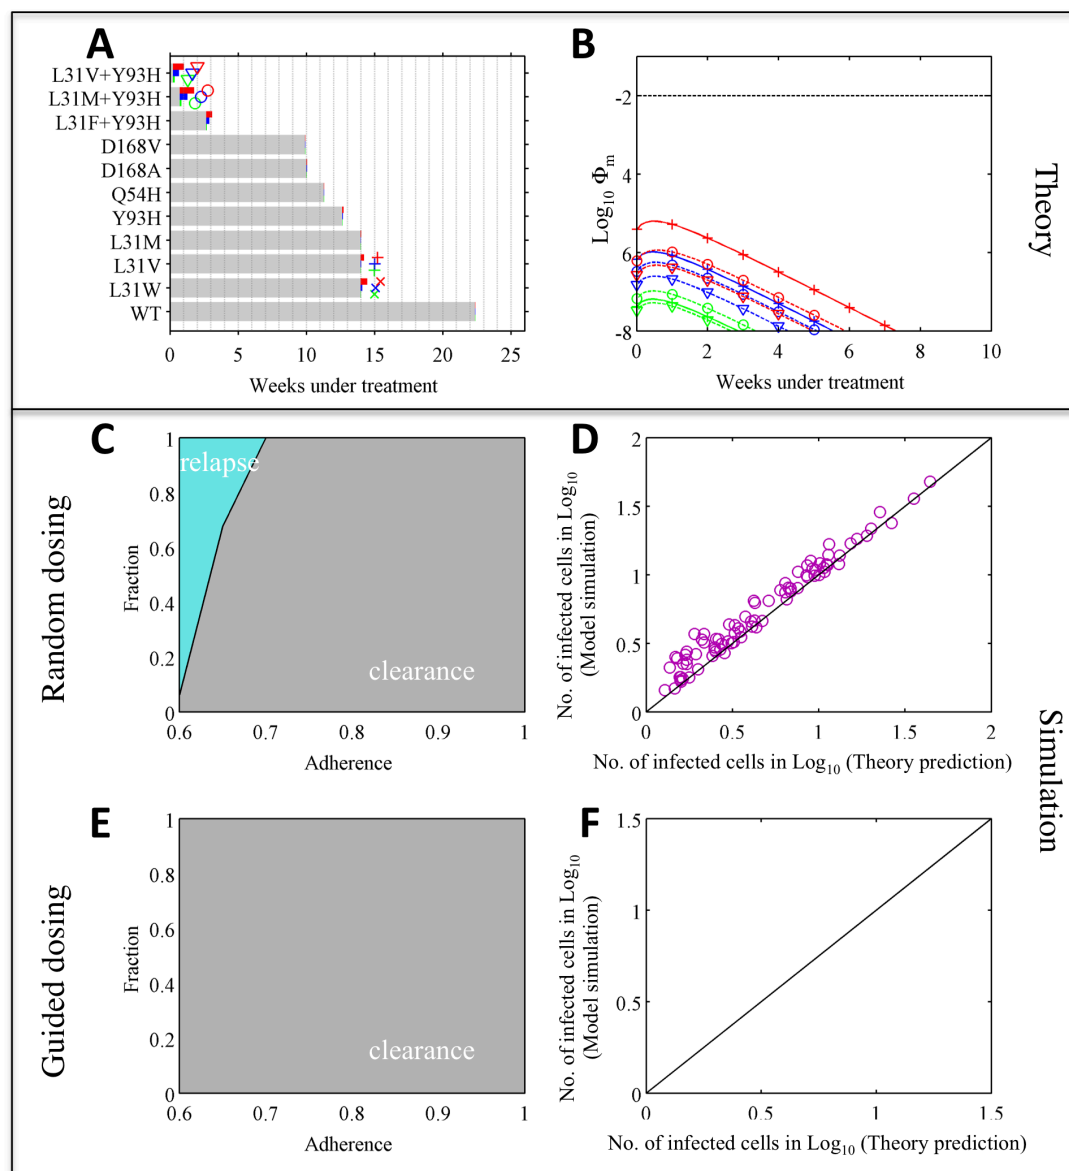 A
L31V+Y93H
L31M+Y93H
L31F+Y93H
D168V
D168A
Q54H
Y93H
L31M
L31V
L31W
WT
0 5 10 15 20 25
Weeks under treatment
B
Log10 Φm
-2
4
6
-8
0 2 4 6 8 10
Weeks under treatment
Theory
Random dosing
C
Fraction
1
0.8
0.6
0.4
0.2
0
relapse
clearance
0.6 0.7 0.8 0.9 1
Adherence
D
No. of infected cells in Log10
(Model simulation)
2
1.5
1
0.5
0
0 0.5 1 1.5 2
No. of infected cells in Log10 (Theory prediction)
Simulation
Guided dosing
E
Fraction
1
0.8
0.6
0.4
0.2
0
clearance
0.6 0.7 0.8 0.9 1
Adherence
F
No. of infected cells in Log10
(Model simulation)
1.5
1
0.5
0
0 0.5 1 1.5
No. of infected cells in Log10 (Theory prediction)